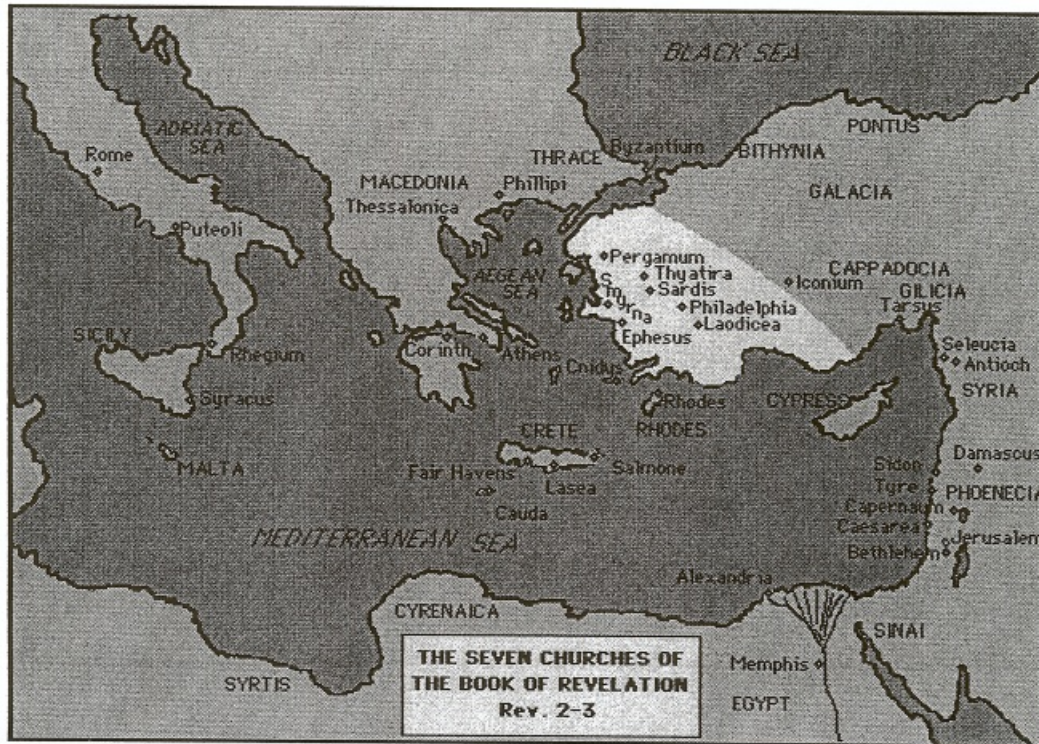 BLACK SEA
ADRIATIC
SEA
PONTUS
Rome
Byzantium
BITHYNIA
THRACE
MACEDONIA
Phillipi
GALACIA
Thessalonica
Puteoli
Pergamum
AEGEAN
SEA
Thyatira
CAPPADOCIA
Smyrna
Sardis
Iconium
GILICIA
Philadelphia
Tarsus
SICILY
Laodicea
Ephesus
Rhegium
Corinth
Athens
Seleucia
Cnidus
Antioch
Syracus
Rhodes
CYPRESS
SYRIA
RHODES
CRETE
MALTA
Fair Havens
Salmone
Damascus
Sidon
Lasea
Tyre
PHOENECIA
Cauda
Capernaum
Caesarea
MEDITERRANEAN SEA
Jerusalem
Bethlehem
Alexandria
CYRENAICA
SINAI
THE SEVEN CHURCHES OF
THE BOOK OF REVELATION
Rev. 2-3
Memphis
SYRTIS
EGYPT